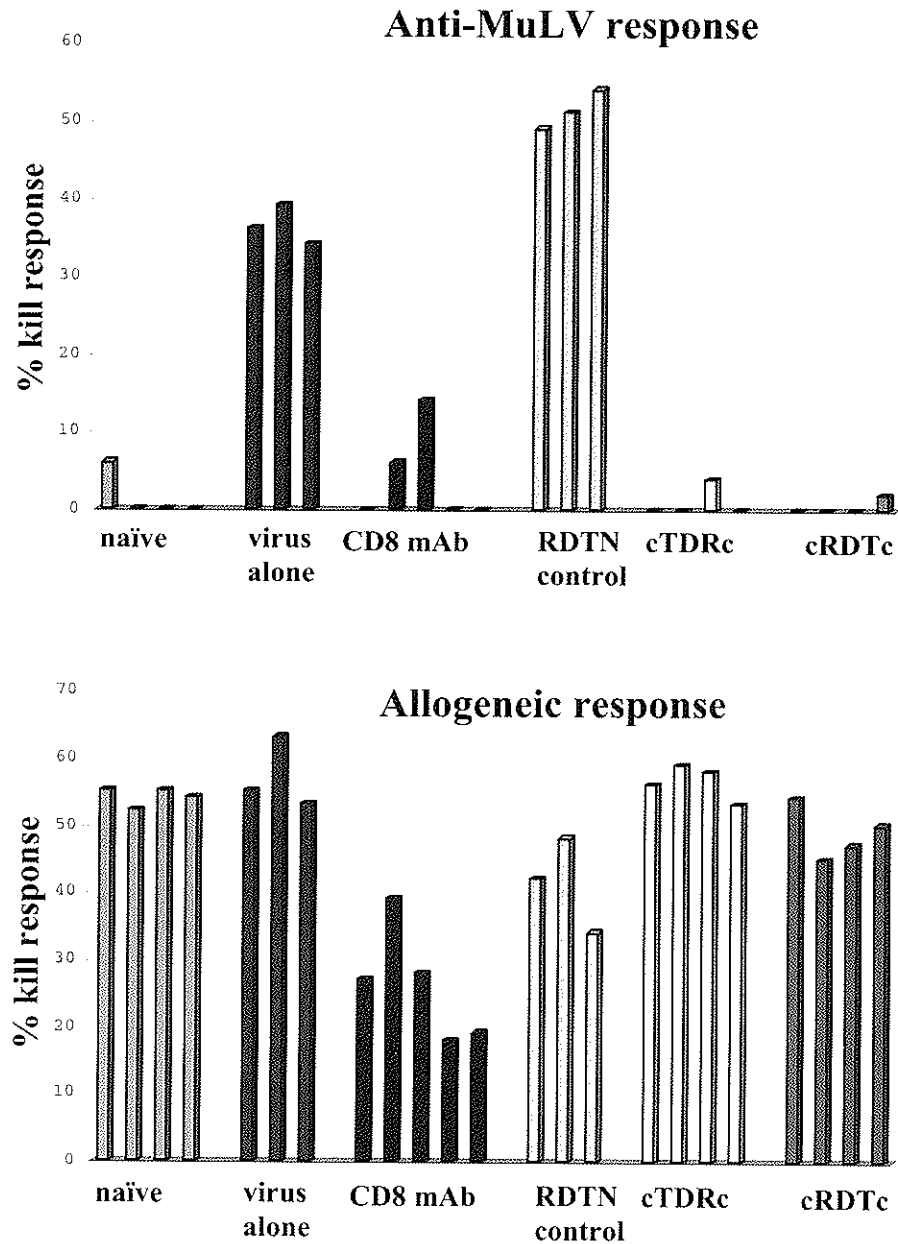 Anti-MuLV response
60
50
40
30
20
10
0
% kill response
naïve
virus alone
CD8 mAb
RDTN control
cTDRc
cRDTc
Allogeneic response
70
60
50
40
30
20
10
0
% kill response
naïve
virus alone
CD8 mAb
RDTN control
cTDRc
cRDTc